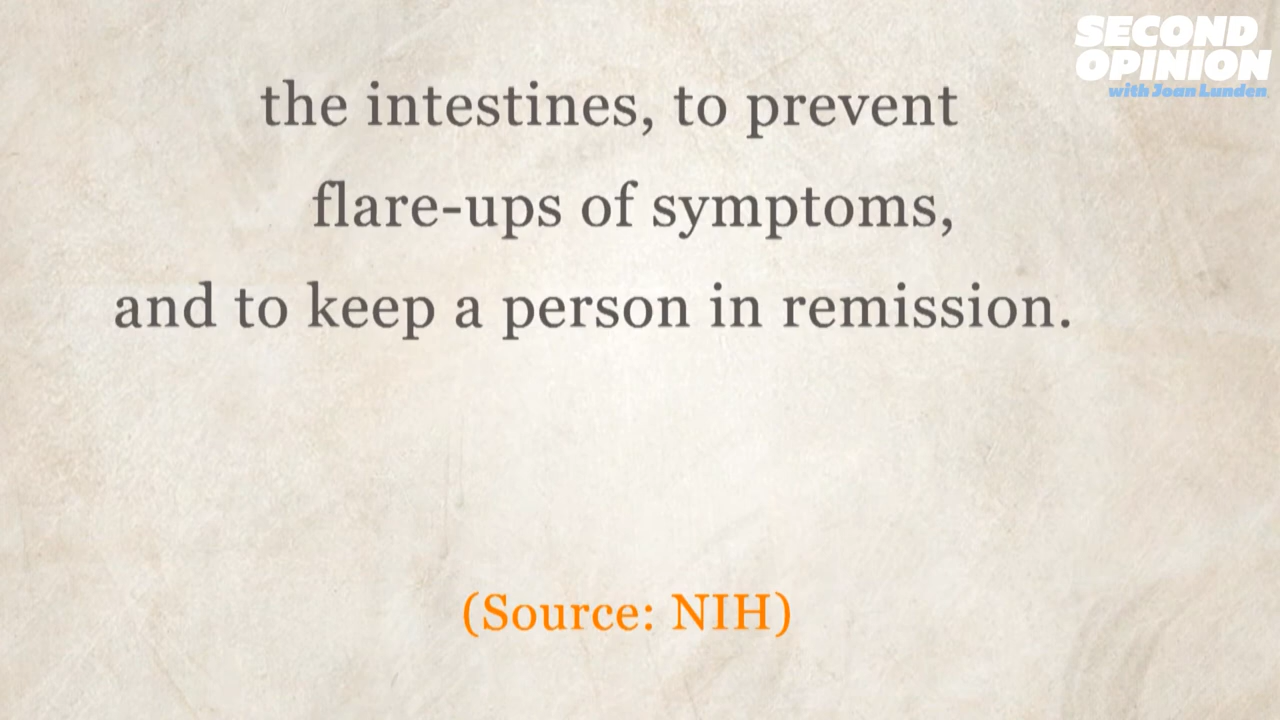 SECOND
OPINION
with Joan Lunden
the intestines, to prevent
flare-ups of symptoms,
and to keep a person in remission.
(Source: NIH)